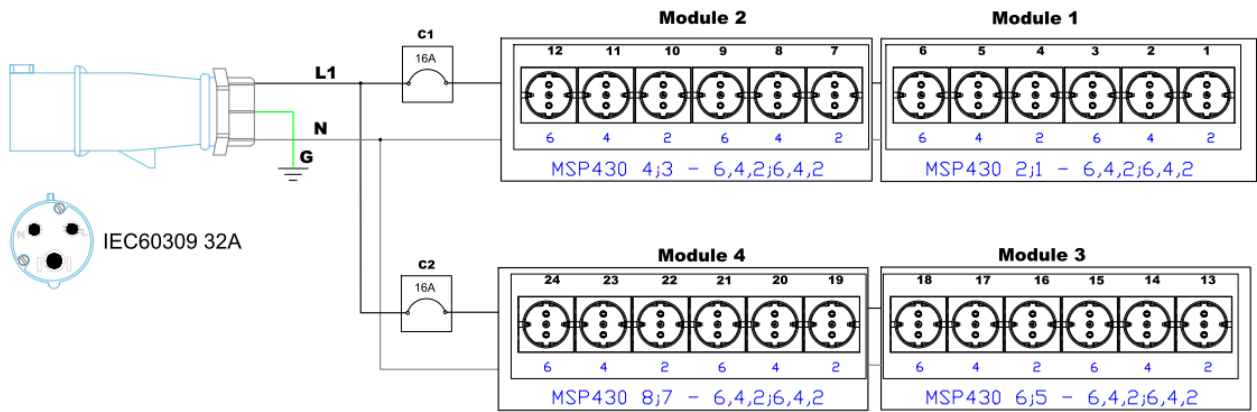 Module 2
Module 1
C1
16A
L1
12 11 10 9 8 7
6 5 4 3 2 1
N
6 4 2 6 4 2
6 4 2 6 4 2
G
MSP430 4;3 - 6,4,2;6,4,2
MSP430 2;1 - 6,4,2;6,4,2
N L
IEC60309 32A
Module 4
Module 3
C2
16A
24 23 22 21 20 19
18 17 16 15 14 13
6 4 2 6 4 2
6 4 2 6 4 2
MSP430 8;7 - 6,4,2;6,4,2
MSP430 6;5 - 6,4,2;6,4,2